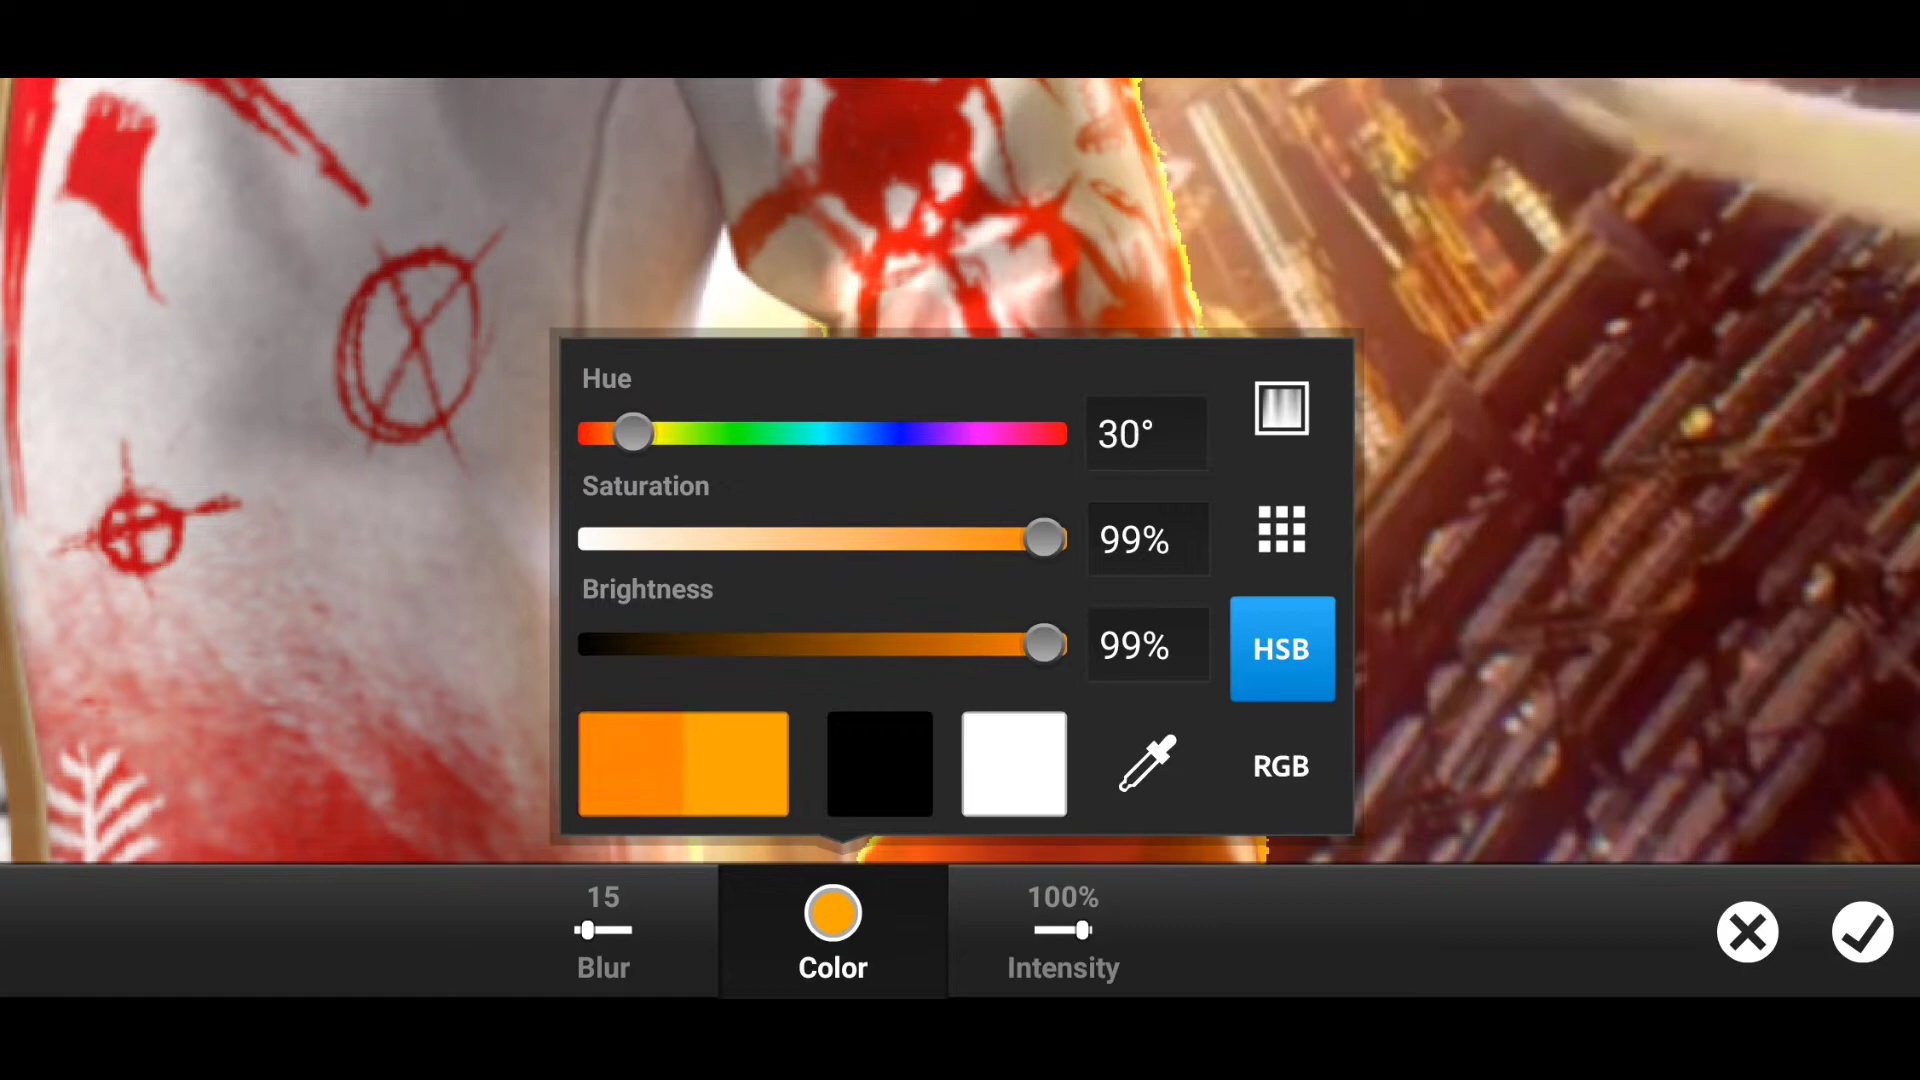 Hue
30°
Saturation
99%
Brightness
99%
HSB
RGB
15
100%
Blur
Color
Intensity